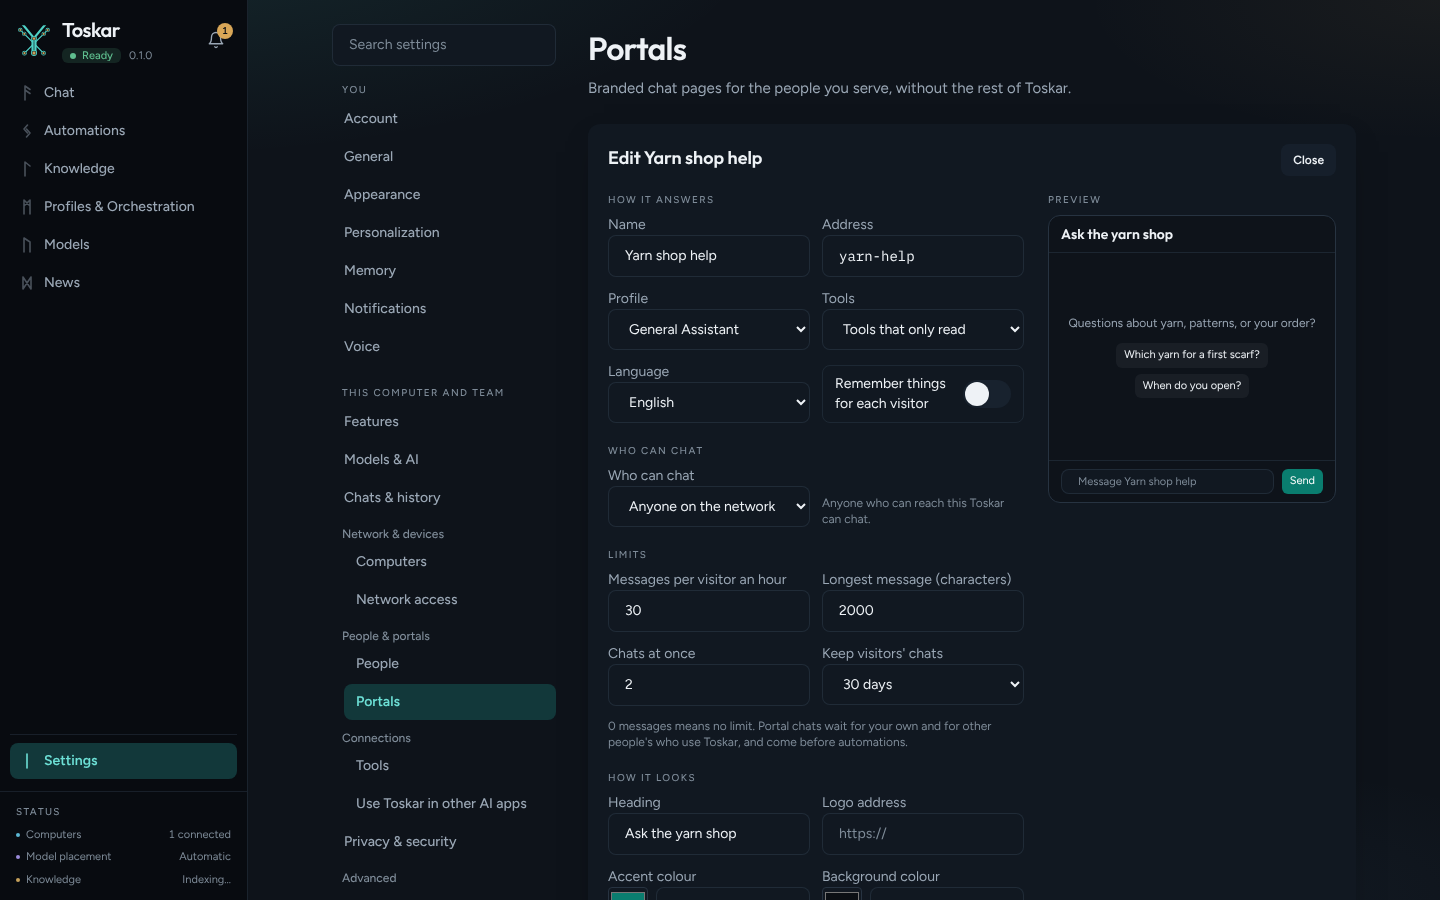 Toskar
Ready 0.1.0
1
Chat
Automations
Knowledge
Profiles & Orchestration
Models
News
Settings
STATUS
Computers 1 connected
Model placement Automatic
Knowledge Indexing...
Search settings
YOU
Account
General
Appearance
Personalization
Memory
Notifications
Voice
THIS COMPUTER AND TEAM
Features
Models & AI
Chats & history
Network & devices
Computers
Network access
People & portals
People
Portals
Connections
Tools
Use Toskar in other AI apps
Privacy & security
Advanced
Portals
Branded chat pages for the people you serve, without the rest of Toskar.
Edit Yarn shop help
Close
HOW IT ANSWERS
Name Address
Yarn shop help yarn-help
Profile Tools
General Assistant Tools that only read
Language
English
Remember things
for each visitor
WHO CAN CHAT
Who can chat
Anyone on the network
Anyone who can reach this Toskar
can chat.
LIMITS
Messages per visitor an hour Longest message (characters)
30 2000
Chats at once Keep visitors' chats
2 30 days
0 messages means no limit. Portal chats wait for your own and for other
people's who use Toskar, and come before automations.
HOW IT LOOKS
Heading Logo address
Ask the yarn shop https://
Accent colour Background colour
PREVIEW
Ask the yarn shop
Questions about yarn, patterns, or your order?
Which yarn for a first scarf?
When do you open?
Message Yarn shop help Send